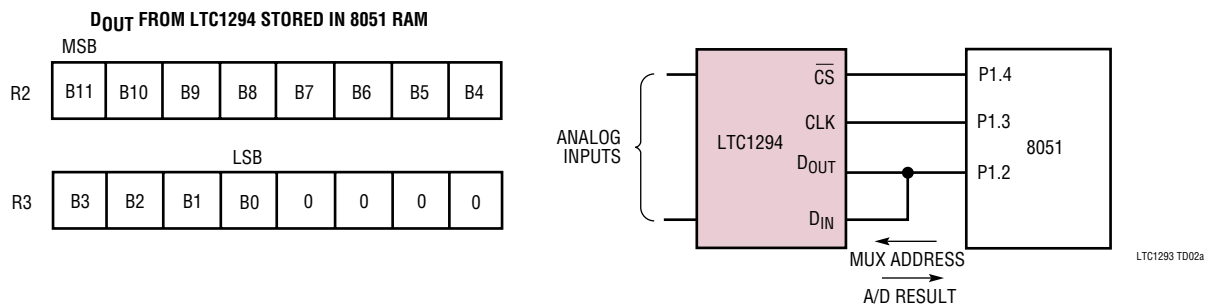 DOUT FROM LTC1294 STORED IN 8051 RAM
MSB
R2 B11 B10 B9 B8 B7 B6 B5 B4
LSB
R3 B3 B2 B1 B0 0 0 0 0
ANALOG
INPUTS
LTC1294
CS
CLK
DOUT
DIN
P1.4
P1.3
P1.2
8051
MUX ADDRESS
A/D RESULT
LTC1293 TD02a